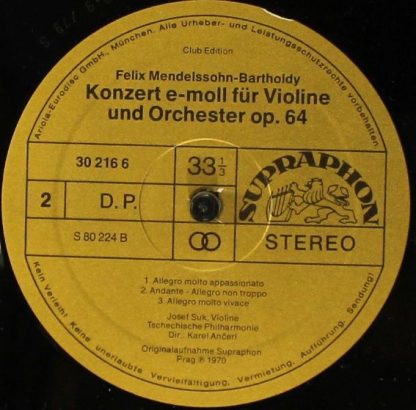 Ariola-Eurodisc GmbH., München. Alle Urheber- und Leistungsschutzrechte vorbehalten.
Club Edition
Felix Mendelssohn-Bartholdy
Konzert e-moll für Violine
und Orchester op. 64
30 216 6
33 1/3
SUPRAPHON
2
D. P.
S 80 224 B
STEREO
1. Allegro molto appassionato
2. Andante - Allegro non troppo
3. Allegro molto vivace
Josef Suk, Violine
Tschechische Philharmonie
Dir.: Karel Ančerl
Originalaufnahme Supraphon
Prag ℗ 1970
Kein Verleih! Keine unerlaubte Vervielfältigung, Vermietung, Aufführung, Sendung!